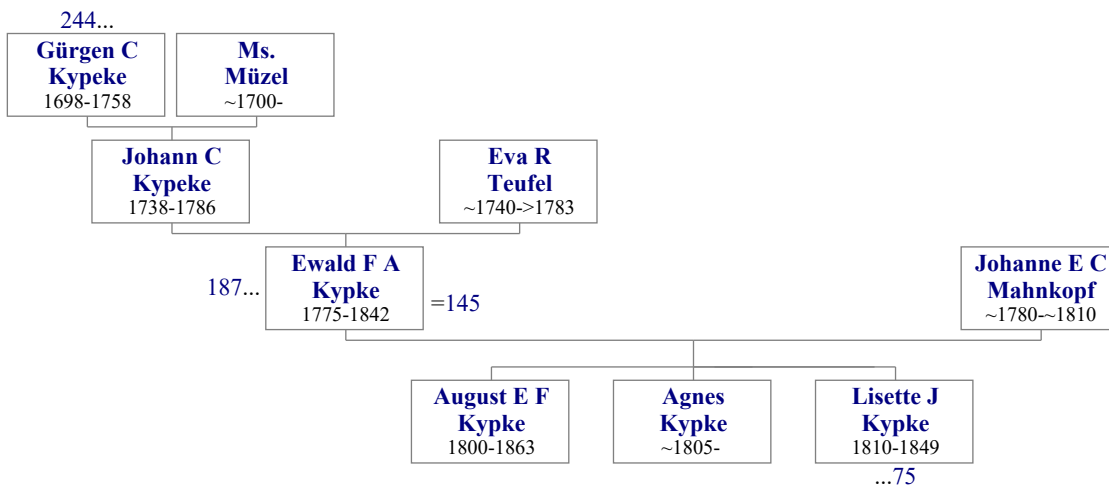 244...
Gürgen C
Kypeke
1698-1758
Ms.
Müzel
~1700-
Johann C
Kypeke
1738-1786
Eva R
Teufel
~1740->1783
187...
Ewald F A
Kypke
1775-1842
=145
Johanne E C
Mahnkopf
~1780-~1810
August E F
Kypke
1800-1863
Agnes
Kypke
~1805-
Lisette J
Kypke
1810-1849
...75